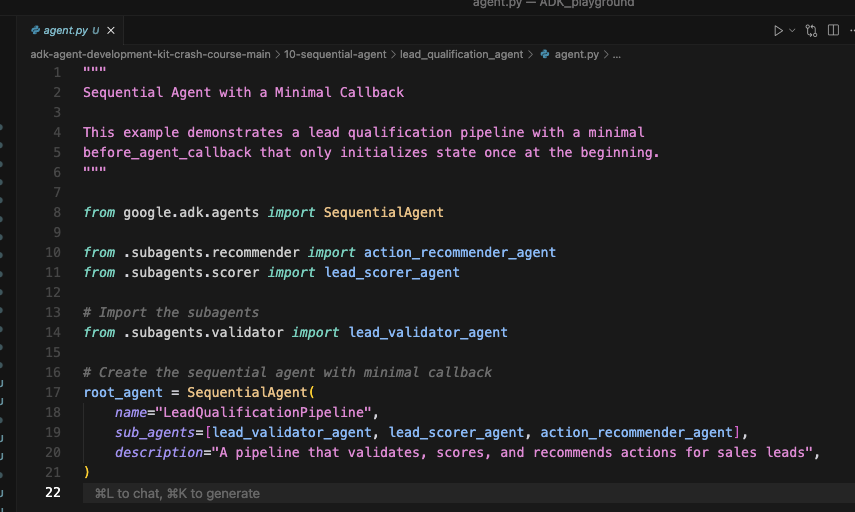 agent.py — ADK_playground
agent.py U ×
adk-agent-development-kit-crash-course-main > 10-sequential-agent > lead_qualification_agent > agent.py > ...
1 """
2 Sequential Agent with a Minimal Callback
3
4 This example demonstrates a lead qualification pipeline with a minimal
5 before_agent_callback that only initializes state once at the beginning.
6 """
7
8 from google.adk.agents import SequentialAgent
9
10 from .subagents.recommender import action_recommender_agent
11 from .subagents.scorer import lead_scorer_agent
12
13 # Import the subagents
14 from .subagents.validator import lead_validator_agent
15
16 # Create the sequential agent with minimal callback
17 root_agent = SequentialAgent(
18     name="LeadQualificationPipeline",
19     sub_agents=[lead_validator_agent, lead_scorer_agent, action_recommender_agent],
20     description="A pipeline that validates, scores, and recommends actions for sales leads",
21 )
22 ⌘L to chat, ⌘K to generate